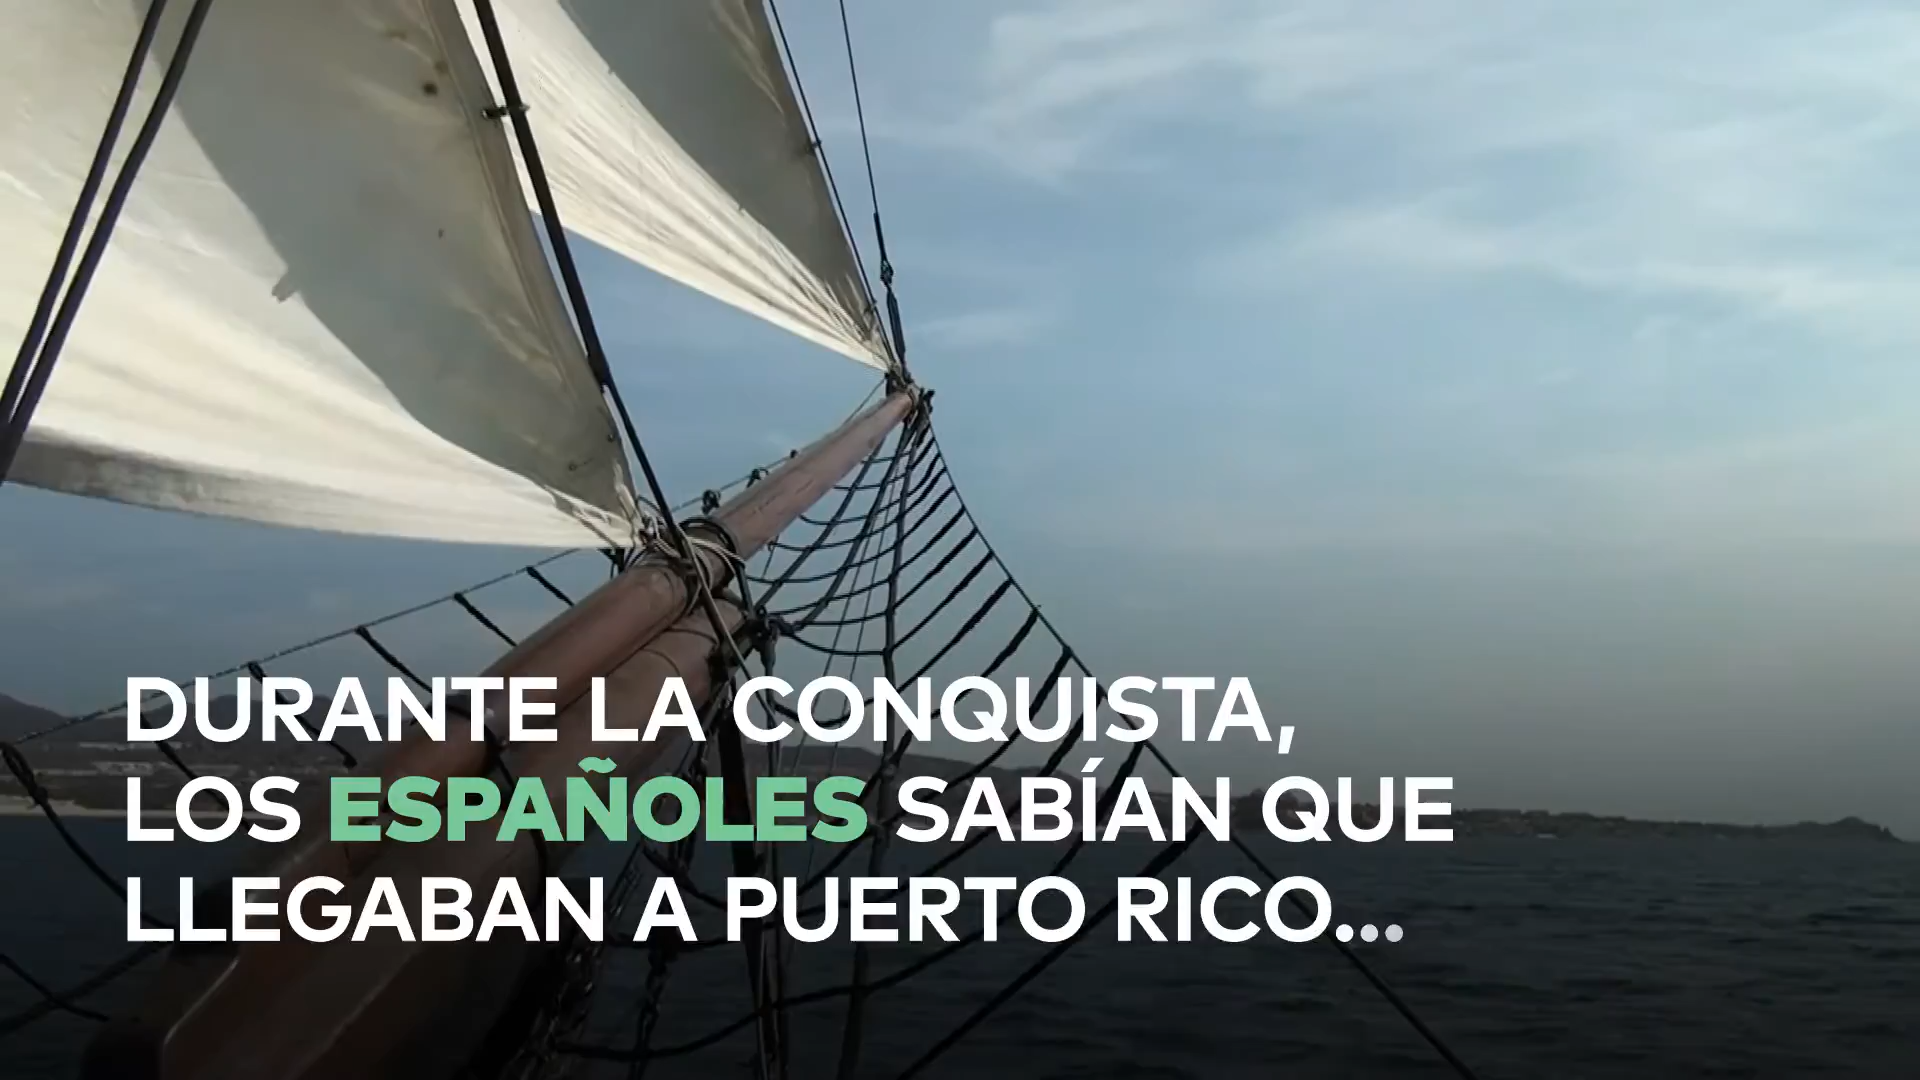 DURANTE LA CONQUISTA,
LOS ESPAÑOLES SABÍAN QUE
LLEGABAN A PUERTO RICO...